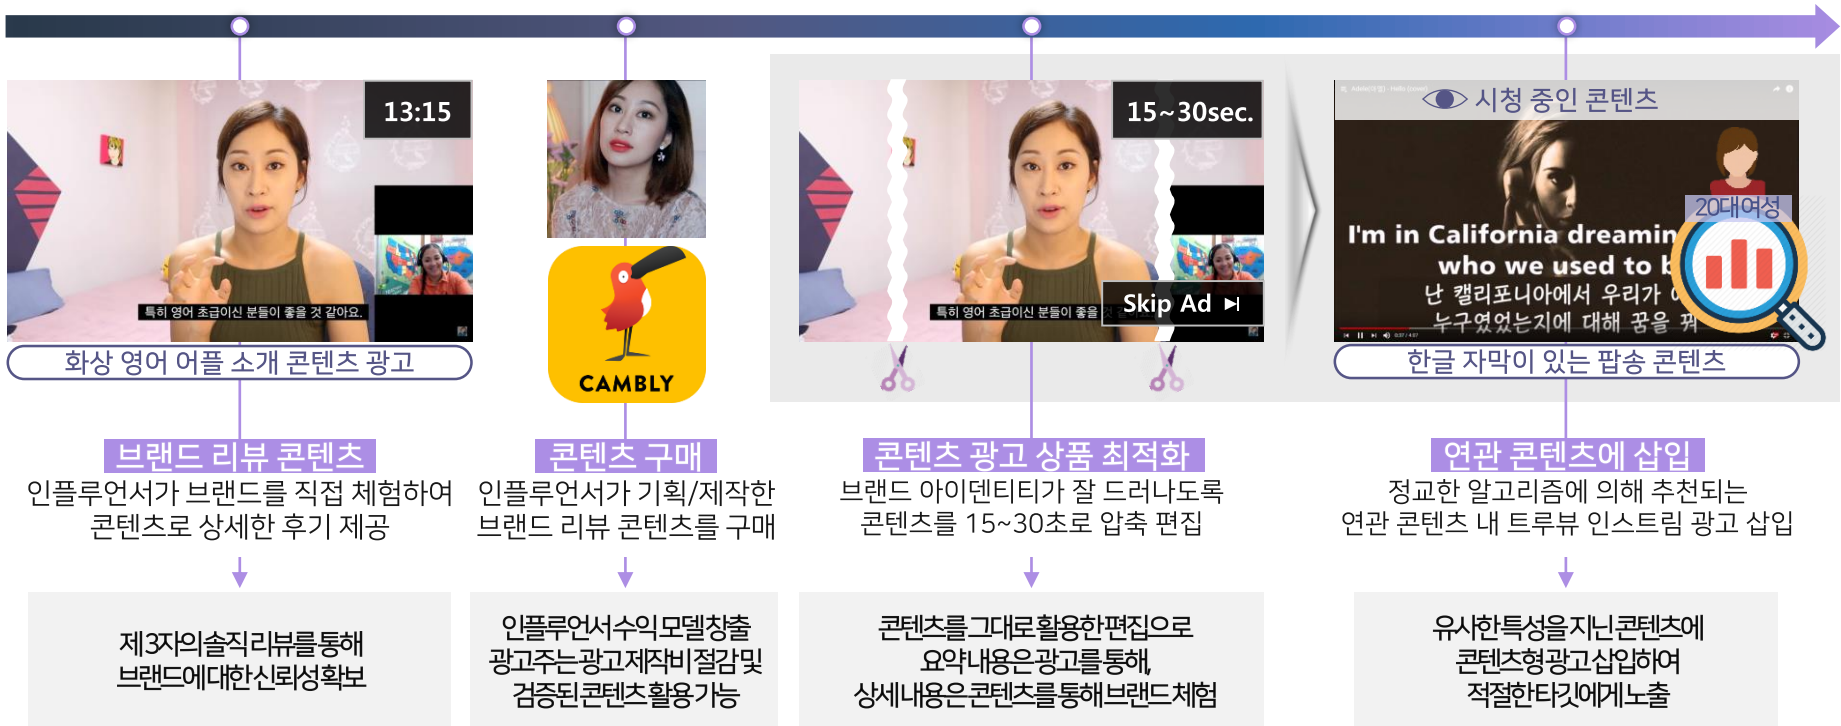 13:15
특히 영어 초급이신 분들이 좋을 것 같아요.
화상 영어 어플 소개 콘텐츠 광고
CAMBLY
15~30sec.
특히 영어 초급이신 분들이 좋을 것 같아요.
Skip Ad
시청 중인 콘텐츠
20대여성
I'm in California dreamin
who we used to b
난 캘리포니아에서 우리가
누구였었는지에 대해 꿈을 꿔
0:37 / 4:07
한글 자막이 있는 팝송 콘텐츠
브랜드 리뷰 콘텐츠
인플루언서가 브랜드를 직접 체험하여
콘텐츠로 상세한 후기 제공
제 3자의 솔직 리뷰를 통해
브랜드에 대한 신뢰성 확보
콘텐츠 구매
인플루언서가 기획/제작한
브랜드 리뷰 콘텐츠를 구매
인플루언서 수익 모델 창출
광고주는 광고 제작비 절감 및
검증된 콘텐츠 활용 가능
콘텐츠 광고 상품 최적화
브랜드 아이덴티티가 잘 드러나도록
콘텐츠를 15~30초로 압축 편집
콘텐츠를 그대로 활용한 편집으로
요약 내용은 광고를 통해,
상세 내용은 콘텐츠를 통해 브랜드 체험
연관 콘텐츠에 삽입
정교한 알고리즘에 의해 추천되는
연관 콘텐츠 내 트루뷰 인스트림 광고 삽입
유사한 특성을 지닌 콘텐츠에
콘텐츠형 광고 삽입하여
적절한 타깃에게 노출